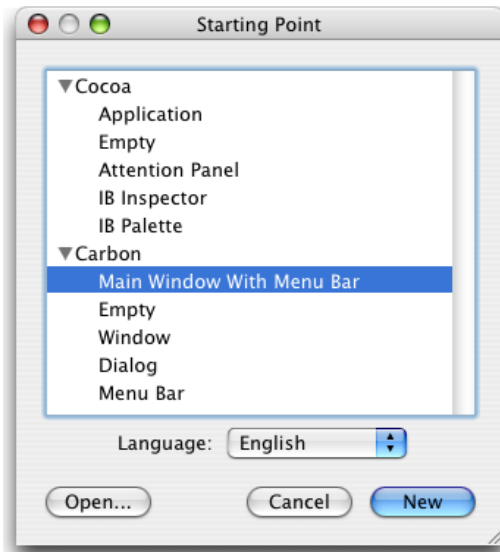 Starting Point
Cocoa
Application
Empty
Attention Panel
IB Inspector
IB Palette
Carbon
Main Window With Menu Bar
Empty
Window
Dialog
Menu Bar
Language: English
Open... Cancel New